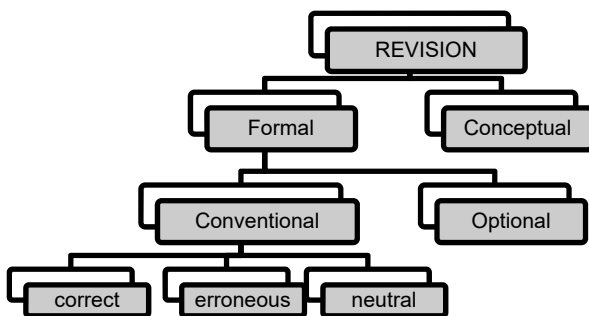 REVISION
Formal
Conceptual
Conventional
Optional
correct
erroneous
neutral